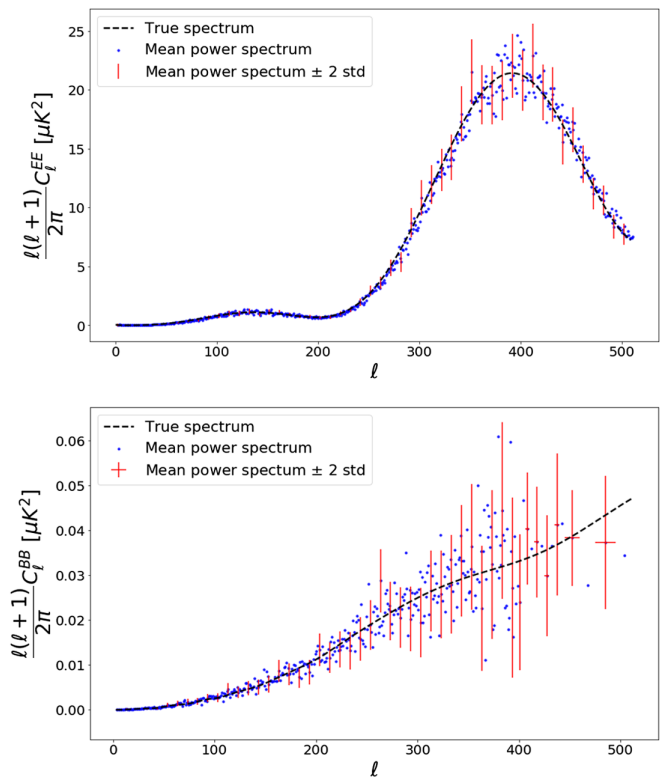 True spectrum
Mean power spectrum
Mean power spectum ± 2 std
25
20
15
10
5
0
ℓ(ℓ + 1)/2π C_ℓ^{EE} [μK²]
0 100 200 300 400 500
ℓ
True spectrum
Mean power spectrum
Mean power spectum ± 2 std
0.06
0.05
0.04
0.03
0.02
0.01
0.00
ℓ(ℓ + 1)/2π C_ℓ^{BB} [μK²]
0 100 200 300 400 500
ℓ